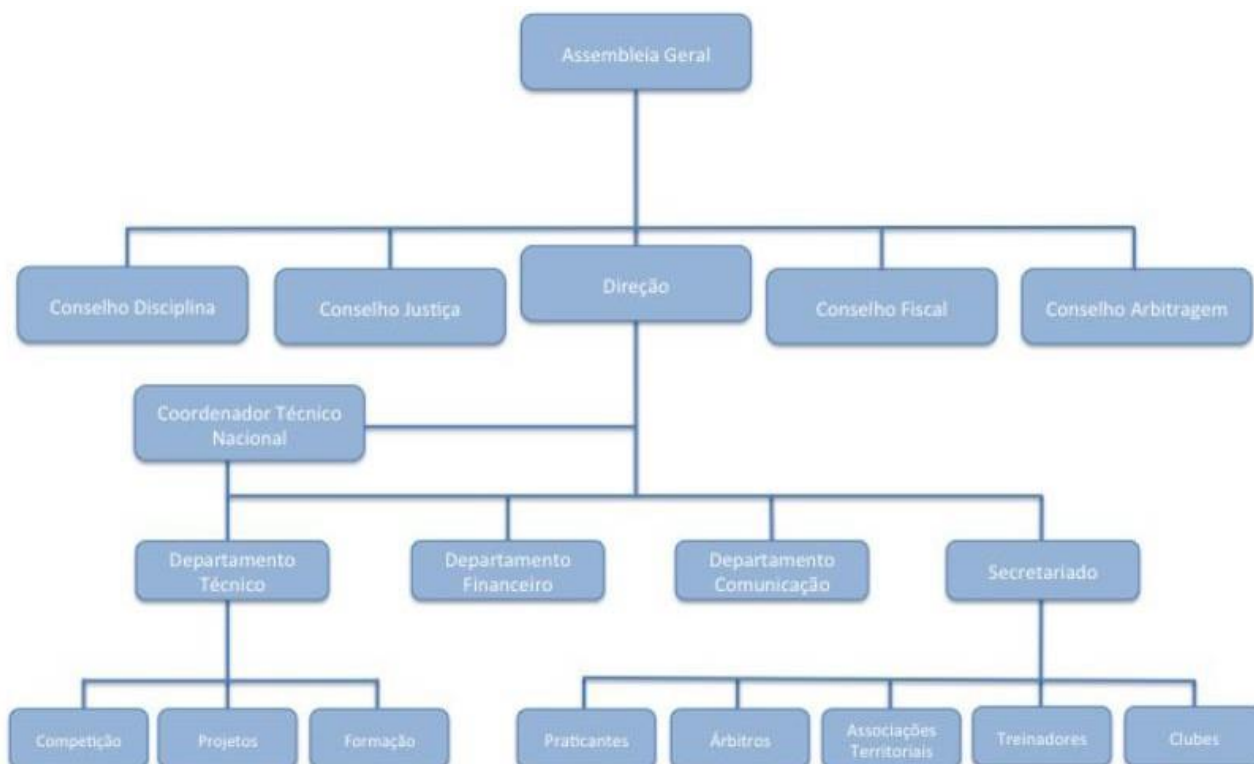 Assembleia Geral
Conselho Disciplina
Conselho Justiça
Direção
Conselho Fiscal
Conselho Arbitragem
Coordenador Técnico
Nacional
Departamento
Técnico
Departamento
Financeiro
Departamento
Comunicação
Secretariado
Competição
Projetos
Formação
Praticantes
Árbitros
Associações
Territoriais
Treinadores
Clubes